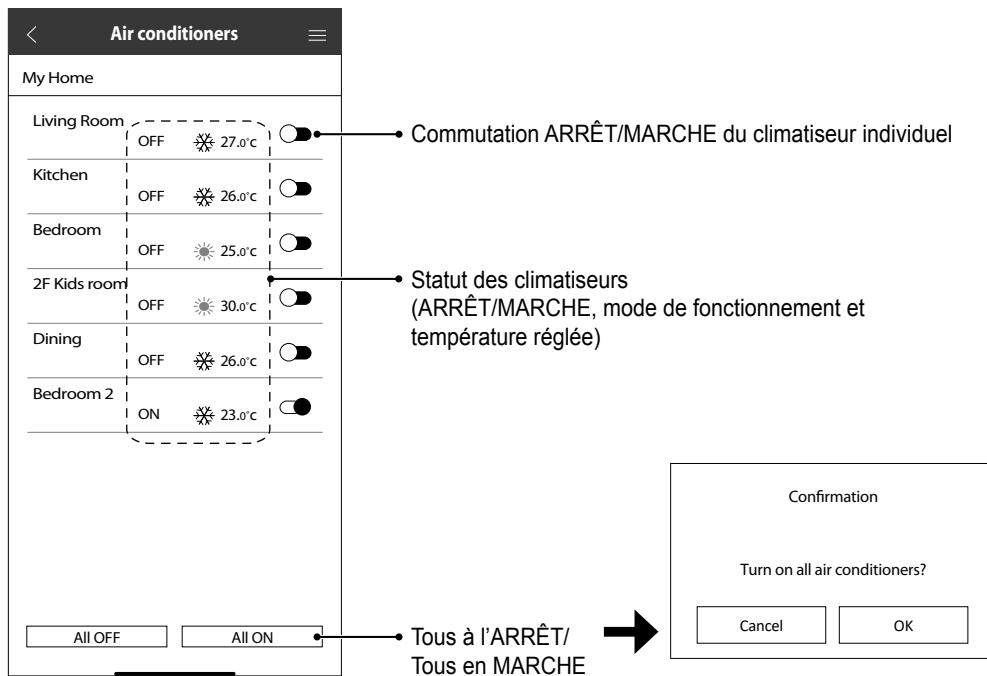 Air conditioners
My Home
Living Room
OFF 27.0°c
Commutation ARRÊT/MARCHE du climatiseur individuel
Kitchen
OFF 26.0°c
Bedroom
OFF 25.0°c
2F Kids room
OFF 30.0°c
Statut des climatiseurs
(ARRÊT/MARCHE, mode de fonctionnement et
température réglée)
Dining
OFF 26.0°c
Bedroom 2
ON 23.0°c
All OFF
All ON
Tous à l’ARRÊT/
Tous en MARCHE
Confirmation
Turn on all air conditioners?
Cancel
OK